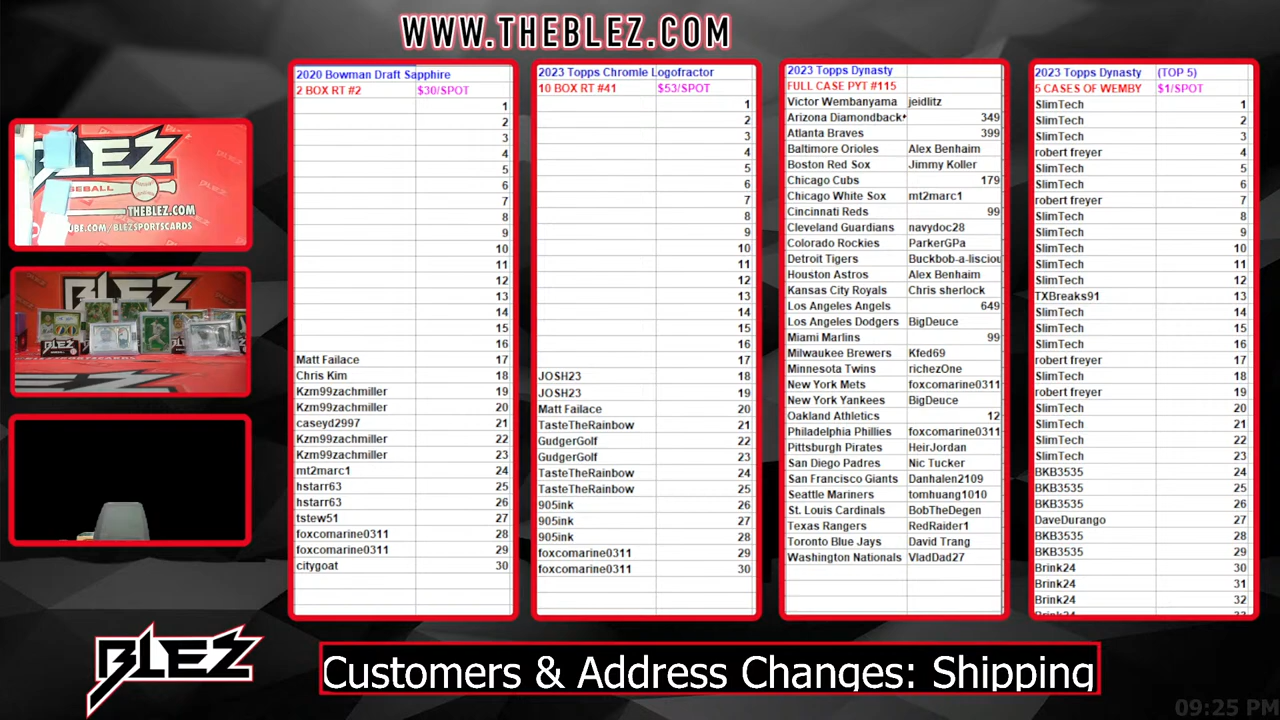 WWW.THEBLEZ.COM
2020 Bowman Draft Sapphire
2 BOX RT #2 $30/SPOT
1
2
3
4
5
6
7
8
9
10
11
12
13
14
15
16
Matt Failace 17
Chris Kim 18
Kzm99zachmiller 19
Kzm99zachmiller 20
caseyd2997 21
Kzm99zachmiller 22
Kzm99zachmiller 23
mt2marc1 24
hstarr63 25
hstarr63 26
tstew51 27
foxcomarine0311 28
foxcomarine0311 29
citygoat 30
2023 Topps Chromle Logofractor
10 BOX RT #41 $53/SPOT
1
2
3
4
5
6
7
8
9
10
11
12
13
14
15
16
17
JOSH23 18
JOSH23 19
Matt Failace 20
TasteTheRainbow 21
GudgerGolf 22
GudgerGolf 23
TasteTheRainbow 24
TasteTheRainbow 25
905ink 26
905ink 27
905ink 28
foxcomarine0311 29
foxcomarine0311 30
2023 Topps Dynasty
FULL CASE PYT #115
Victor Wembanyama jeidlitz
Arizona Diamondback 349
Atlanta Braves 399
Baltimore Orioles Alex Benhaim
Boston Red Sox Jimmy Koller
Chicago Cubs 179
Chicago White Sox mt2marc1
Cincinnati Reds 99
Cleveland Guardians navydoc28
Colorado Rockies ParkerGPa
Detroit Tigers Buckbob-a-lisciou
Houston Astros Alex Benhaim
Kansas City Royals Chris sherlock
Los Angeles Angels 649
Los Angeles Dodgers BigDeuce
Miami Marlins 99
Milwaukee Brewers Kfed69
Minnesota Twins richezOne
New York Mets foxcomarine0311
New York Yankees BigDeuce
Oakland Athletics 12
Philadelphia Phillies foxcomarine0311
Pittsburgh Pirates HeirJordan
San Diego Padres Nic Tucker
San Francisco Giants Danhalen2109
Seattle Mariners tomhuang1010
St. Louis Cardinals BobTheDegen
Texas Rangers RedRaider1
Toronto Blue Jays David Trang
Washington Nationals VladDad27
2023 Topps Dynasty (TOP 5)
5 CASES OF WEMBY $1/SPOT
SlimTech 1
SlimTech 2
SlimTech 3
robert freyer 4
SlimTech 5
SlimTech 6
robert freyer 7
SlimTech 8
SlimTech 9
SlimTech 10
SlimTech 11
SlimTech 12
TXBreaks91 13
SlimTech 14
SlimTech 15
SlimTech 16
robert freyer 17
SlimTech 18
robert freyer 19
SlimTech 20
SlimTech 21
SlimTech 22
SlimTech 23
BKB3535 24
BKB3535 25
BKB3535 26
DaveDurango 27
BKB3535 28
BKB3535 29
Brink24 30
Brink24 31
Brink24 32
BLEZ
THEBLEZ.COM
BLEZ
BLEZ
Customers & Address Changes: Shipping
09:25 PM